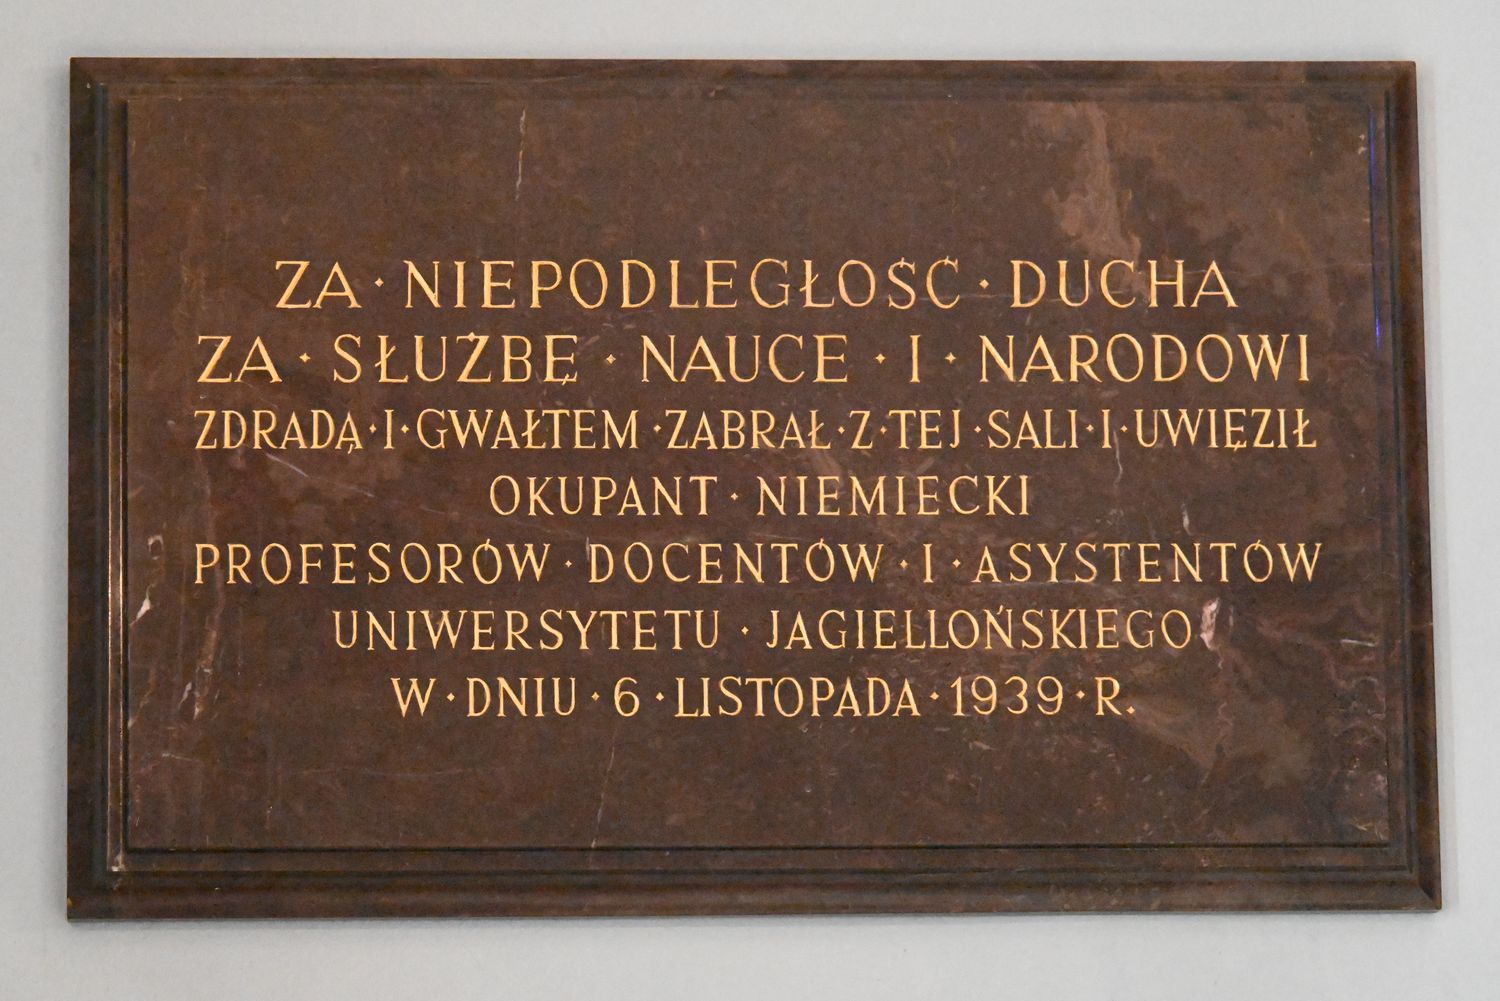 ZA·NIEPODLEGŁOŚĆ·DUCHA
ZA·SŁUŻBĘ·NAUCE·I·NARODOWI
ZDRADĄ·I·GWAŁTEM·ZABRAŁ·Z·TEJ·SALI·I·UWIĘZIŁ
OKUPANT·NIEMIECKI
PROFESORÓW·DOCENTÓW·I·ASYSTENTÓW
UNIWERSYTETU·JAGIELLOŃSKIEGO
W·DNIU·6·LISTOPADA·1939·R.